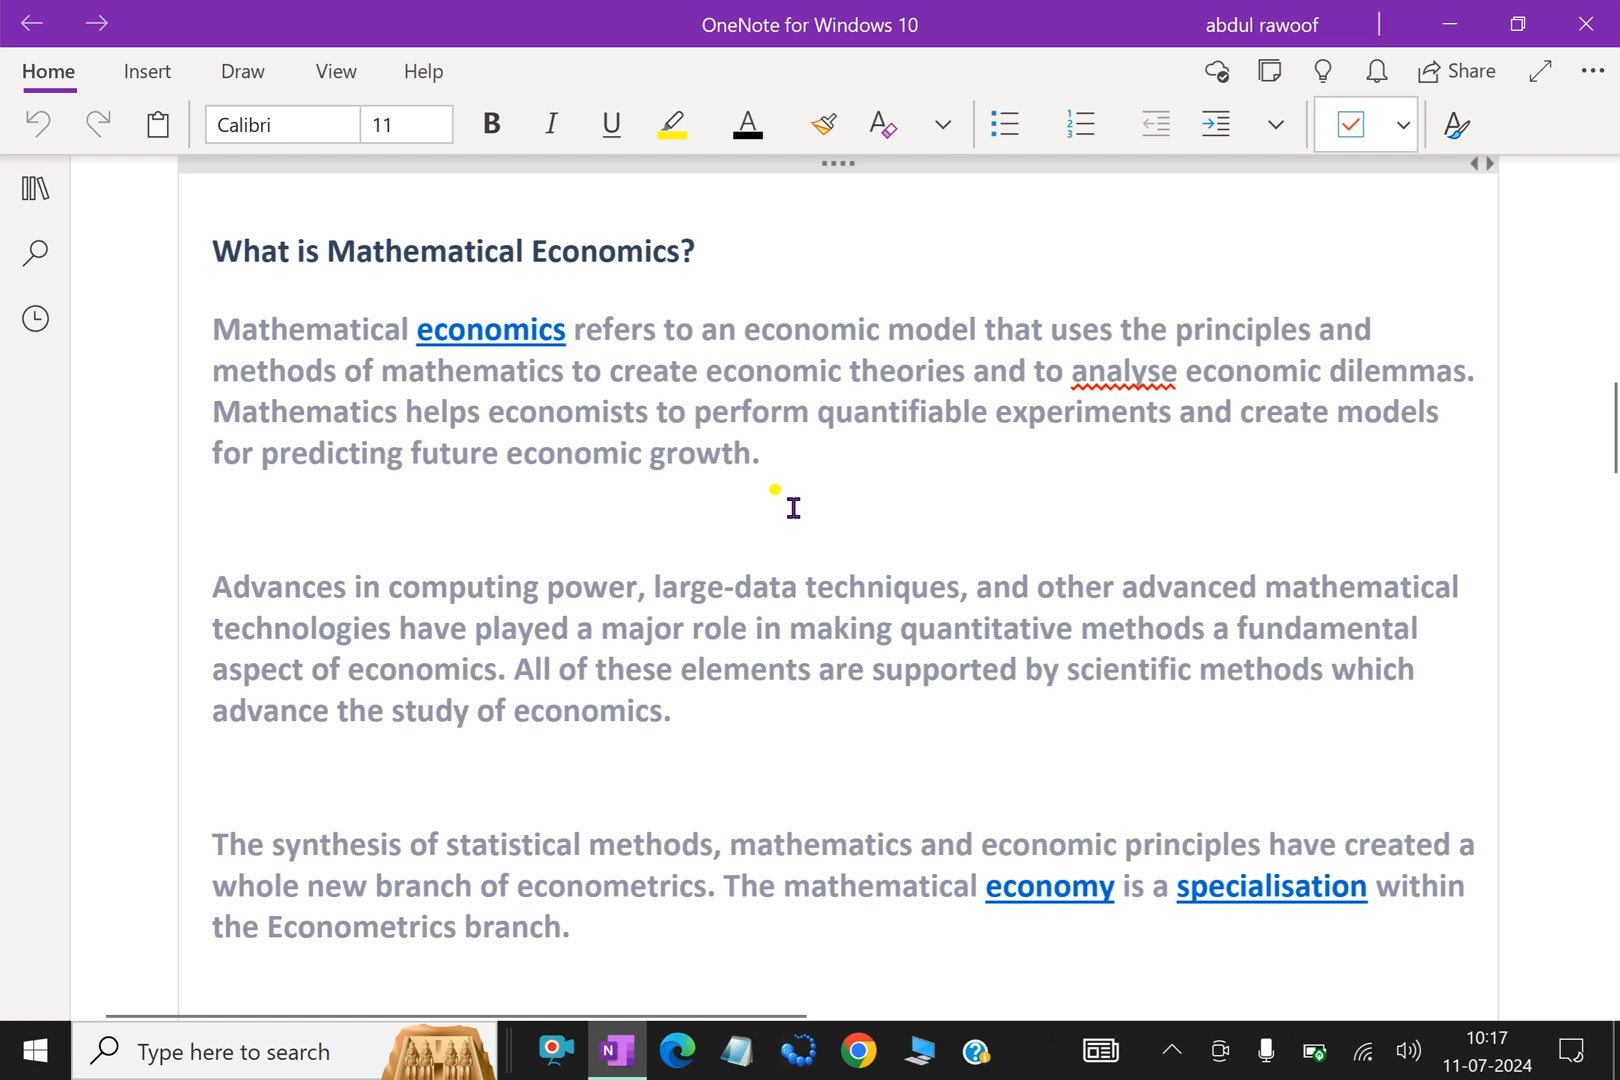 OneNote for Windows 10
abdul rawoof
Home Insert Draw View Help
Share
Calibri 11
B I U A A
What is Mathematical Economics?
Mathematical economics refers to an economic model that uses the principles and
methods of mathematics to create economic theories and to analyse economic dilemmas.
Mathematics helps economists to perform quantifiable experiments and create models
for predicting future economic growth.
Advances in computing power, large-data techniques, and other advanced mathematical
technologies have played a major role in making quantitative methods a fundamental
aspect of economics. All of these elements are supported by scientific methods which
advance the study of economics.
The synthesis of statistical methods, mathematics and economic principles have created a
whole new branch of econometrics. The mathematical economy is a specialisation within
the Econometrics branch.
Type here to search
10:17
11-07-2024